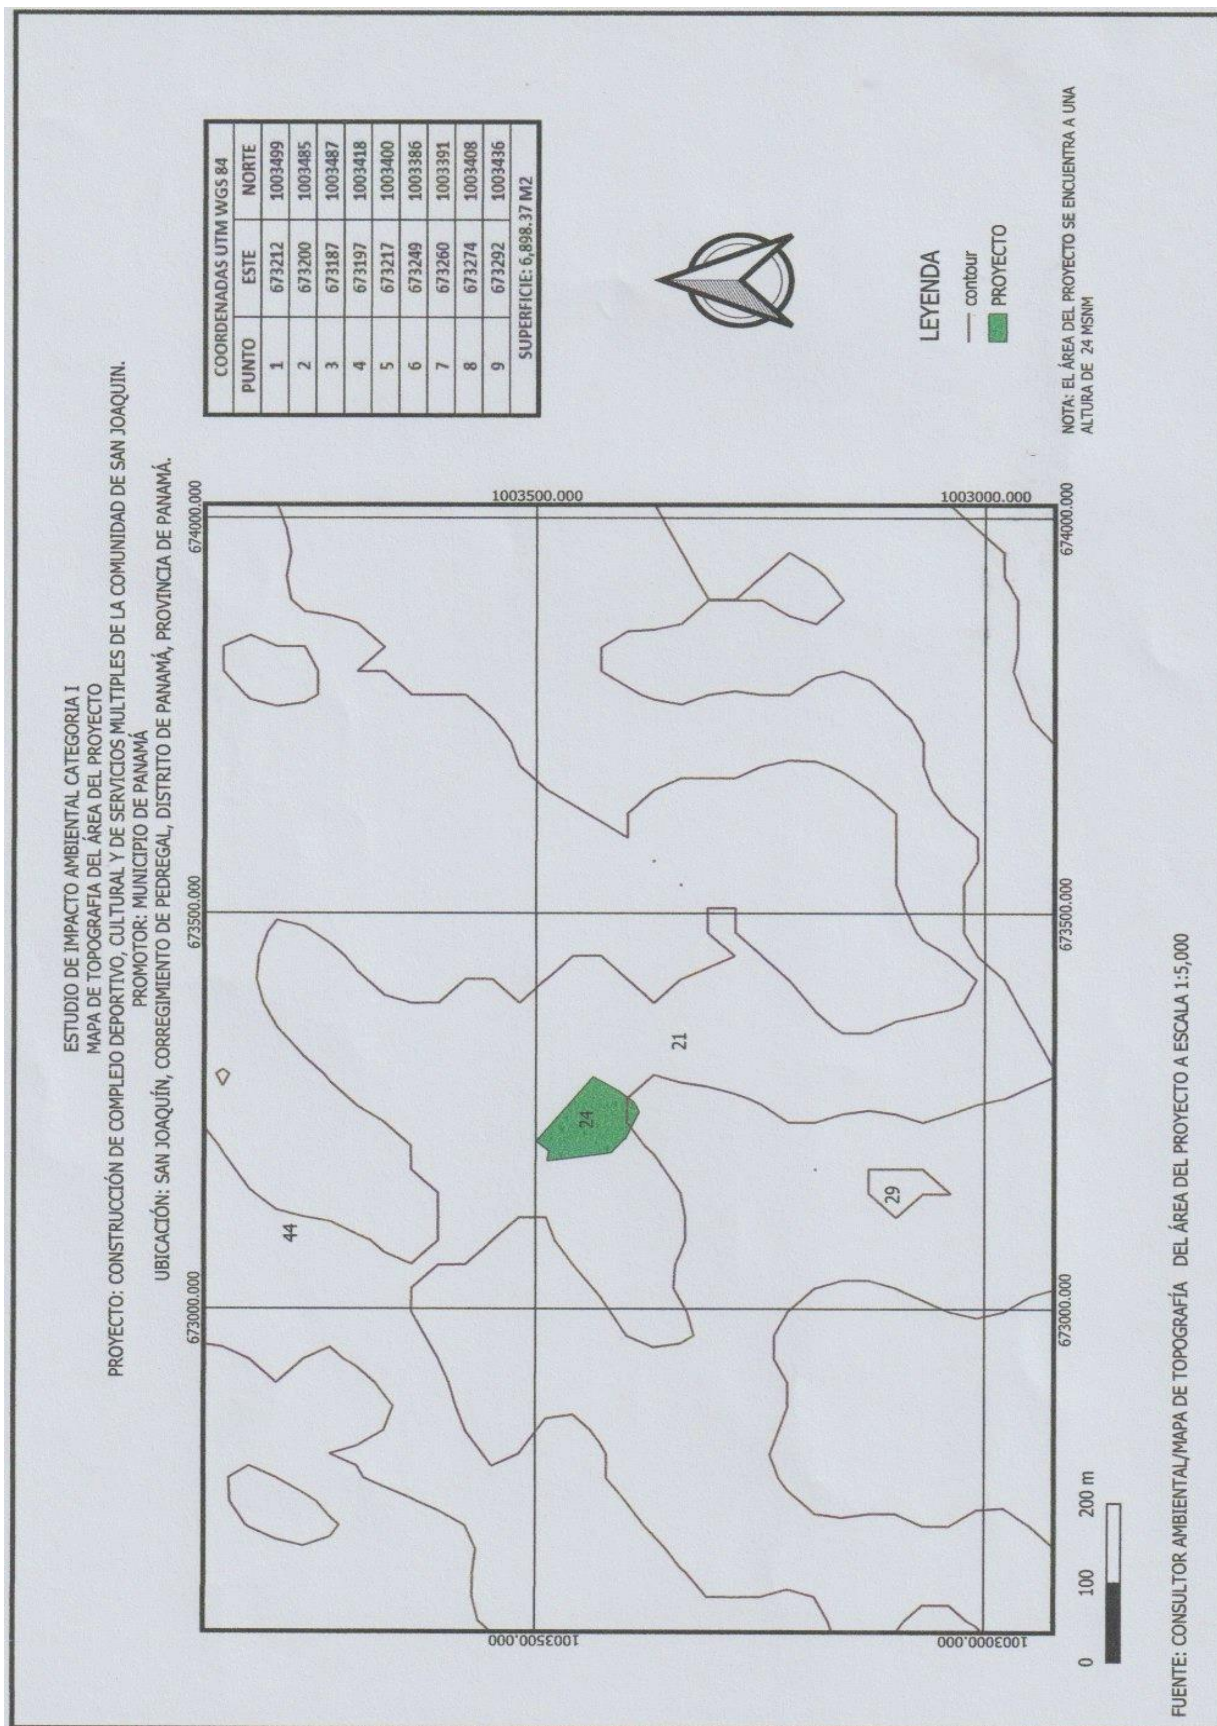 ESTUDIO DE IMPACTO AMBIENTAL CATEGORIA I
MAPA DE TOPOGRAFIA DEL ÁREA DEL PROYECTO
PROYECTO: CONSTRUCCIÓN DE COMPLEJO DEPORTIVO, CULTURAL Y DE SERVICIOS MULTIPLES DE LA COMUNIDAD DE SAN JOAQUIN.
PROMOTOR: MUNICIPIO DE PANAMÁ
UBICACIÓN: SAN JOAQUÍN, CORREGIMIENTO DE PEDREGAL, DISTRITO DE PANAMÁ, PROVINCIA DE PANAMÁ.
673000.000 673500.000 674000.000
44
1003500.000 1003500.000
24
21
29
1003000.000 1003000.000
673000.000 673500.000 674000.000
0 100 200 m
COORDENADAS UTM WGS 84
PUNTO ESTE NORTE
1 673212 1003499
2 673200 1003485
3 673187 1003487
4 673197 1003418
5 673217 1003400
6 673249 1003386
7 673260 1003391
8 673274 1003408
9 673292 1003436
SUPERFICIE: 6,898.37 M2
LEYENDA
contour
PROYECTO
NOTA: EL ÁREA DEL PROYECTO SE ENCUENTRA A UNA
ALTURA DE 24 MSNM
FUENTE: CONSULTOR AMBIENTAL/MAPA DE TOPOGRAFÍA DEL ÁREA DEL PROYECTO A ESCALA 1:5,000